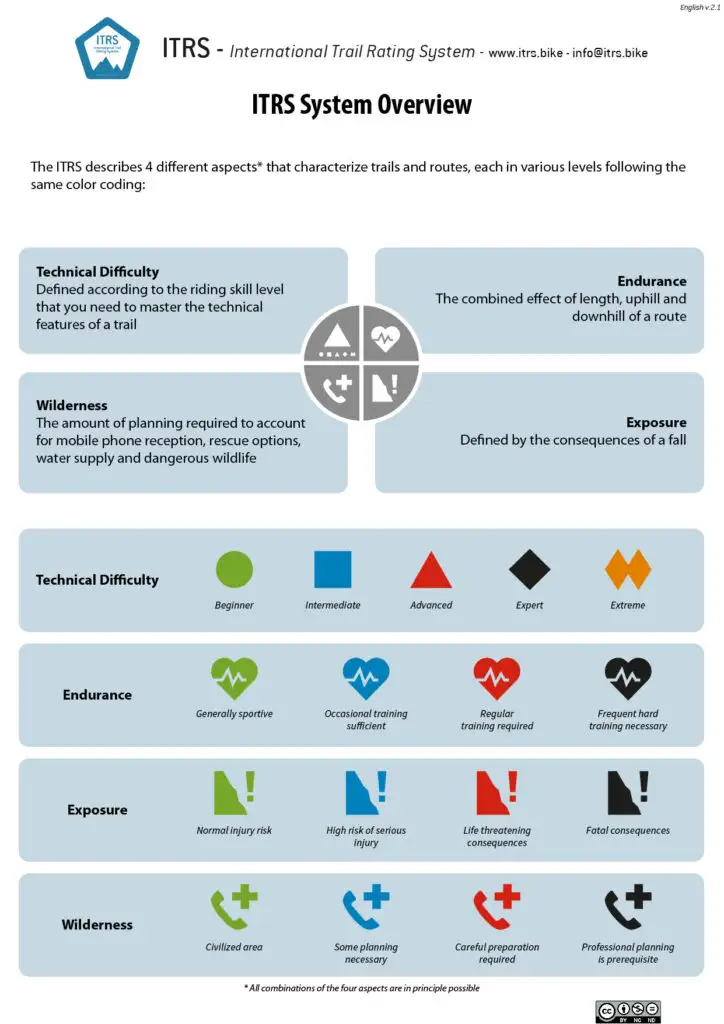 English v.2.1
ITRS
International Trail
Rating System
ITRS - International Trail Rating System - www.itrs.bike - info@itrs.bike
ITRS System Overview
The ITRS describes 4 different aspects* that characterize trails and routes, each in various levels following the
same color coding:
Technical Difficulty
Defined according to the riding skill level
that you need to master the technical
features of a trail
Endurance
The combined effect of length, uphill and
downhill of a route
Wilderness
The amount of planning required to account
for mobile phone reception, rescue options,
water supply and dangerous wildlife
Exposure
Defined by the consequences of a fall
Technical Difficulty
Beginner
Intermediate
Advanced
Expert
Extreme
Endurance
Generally sportive
Occasional training
sufficient
Regular
training required
Frequent hard
training necessary
Exposure
Normal injury risk
High risk of serious
injury
Life threatening
consequences
Fatal consequences
Wilderness
Civilized area
Some planning
necessary
Careful preparation
required
Professional planning
is prerequisite
* All combinations of the four aspects are in principle possible
cc
BY NC ND